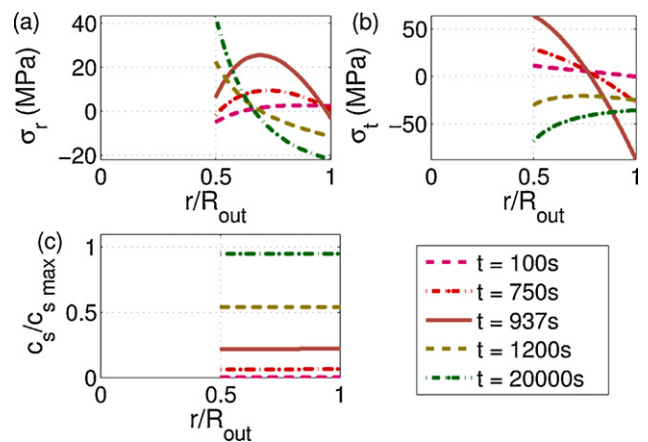 (a)
40
20
0
−20
σr (MPa)
0
0.5
1
r/Rout
(b)
50
0
−50
σt (MPa)
0
0.5
1
r/Rout
(c)
1
0.5
0
cs/cs max
0
0.5
1
r/Rout
t = 100s
t = 750s
t = 937s
t = 1200s
t = 20000s